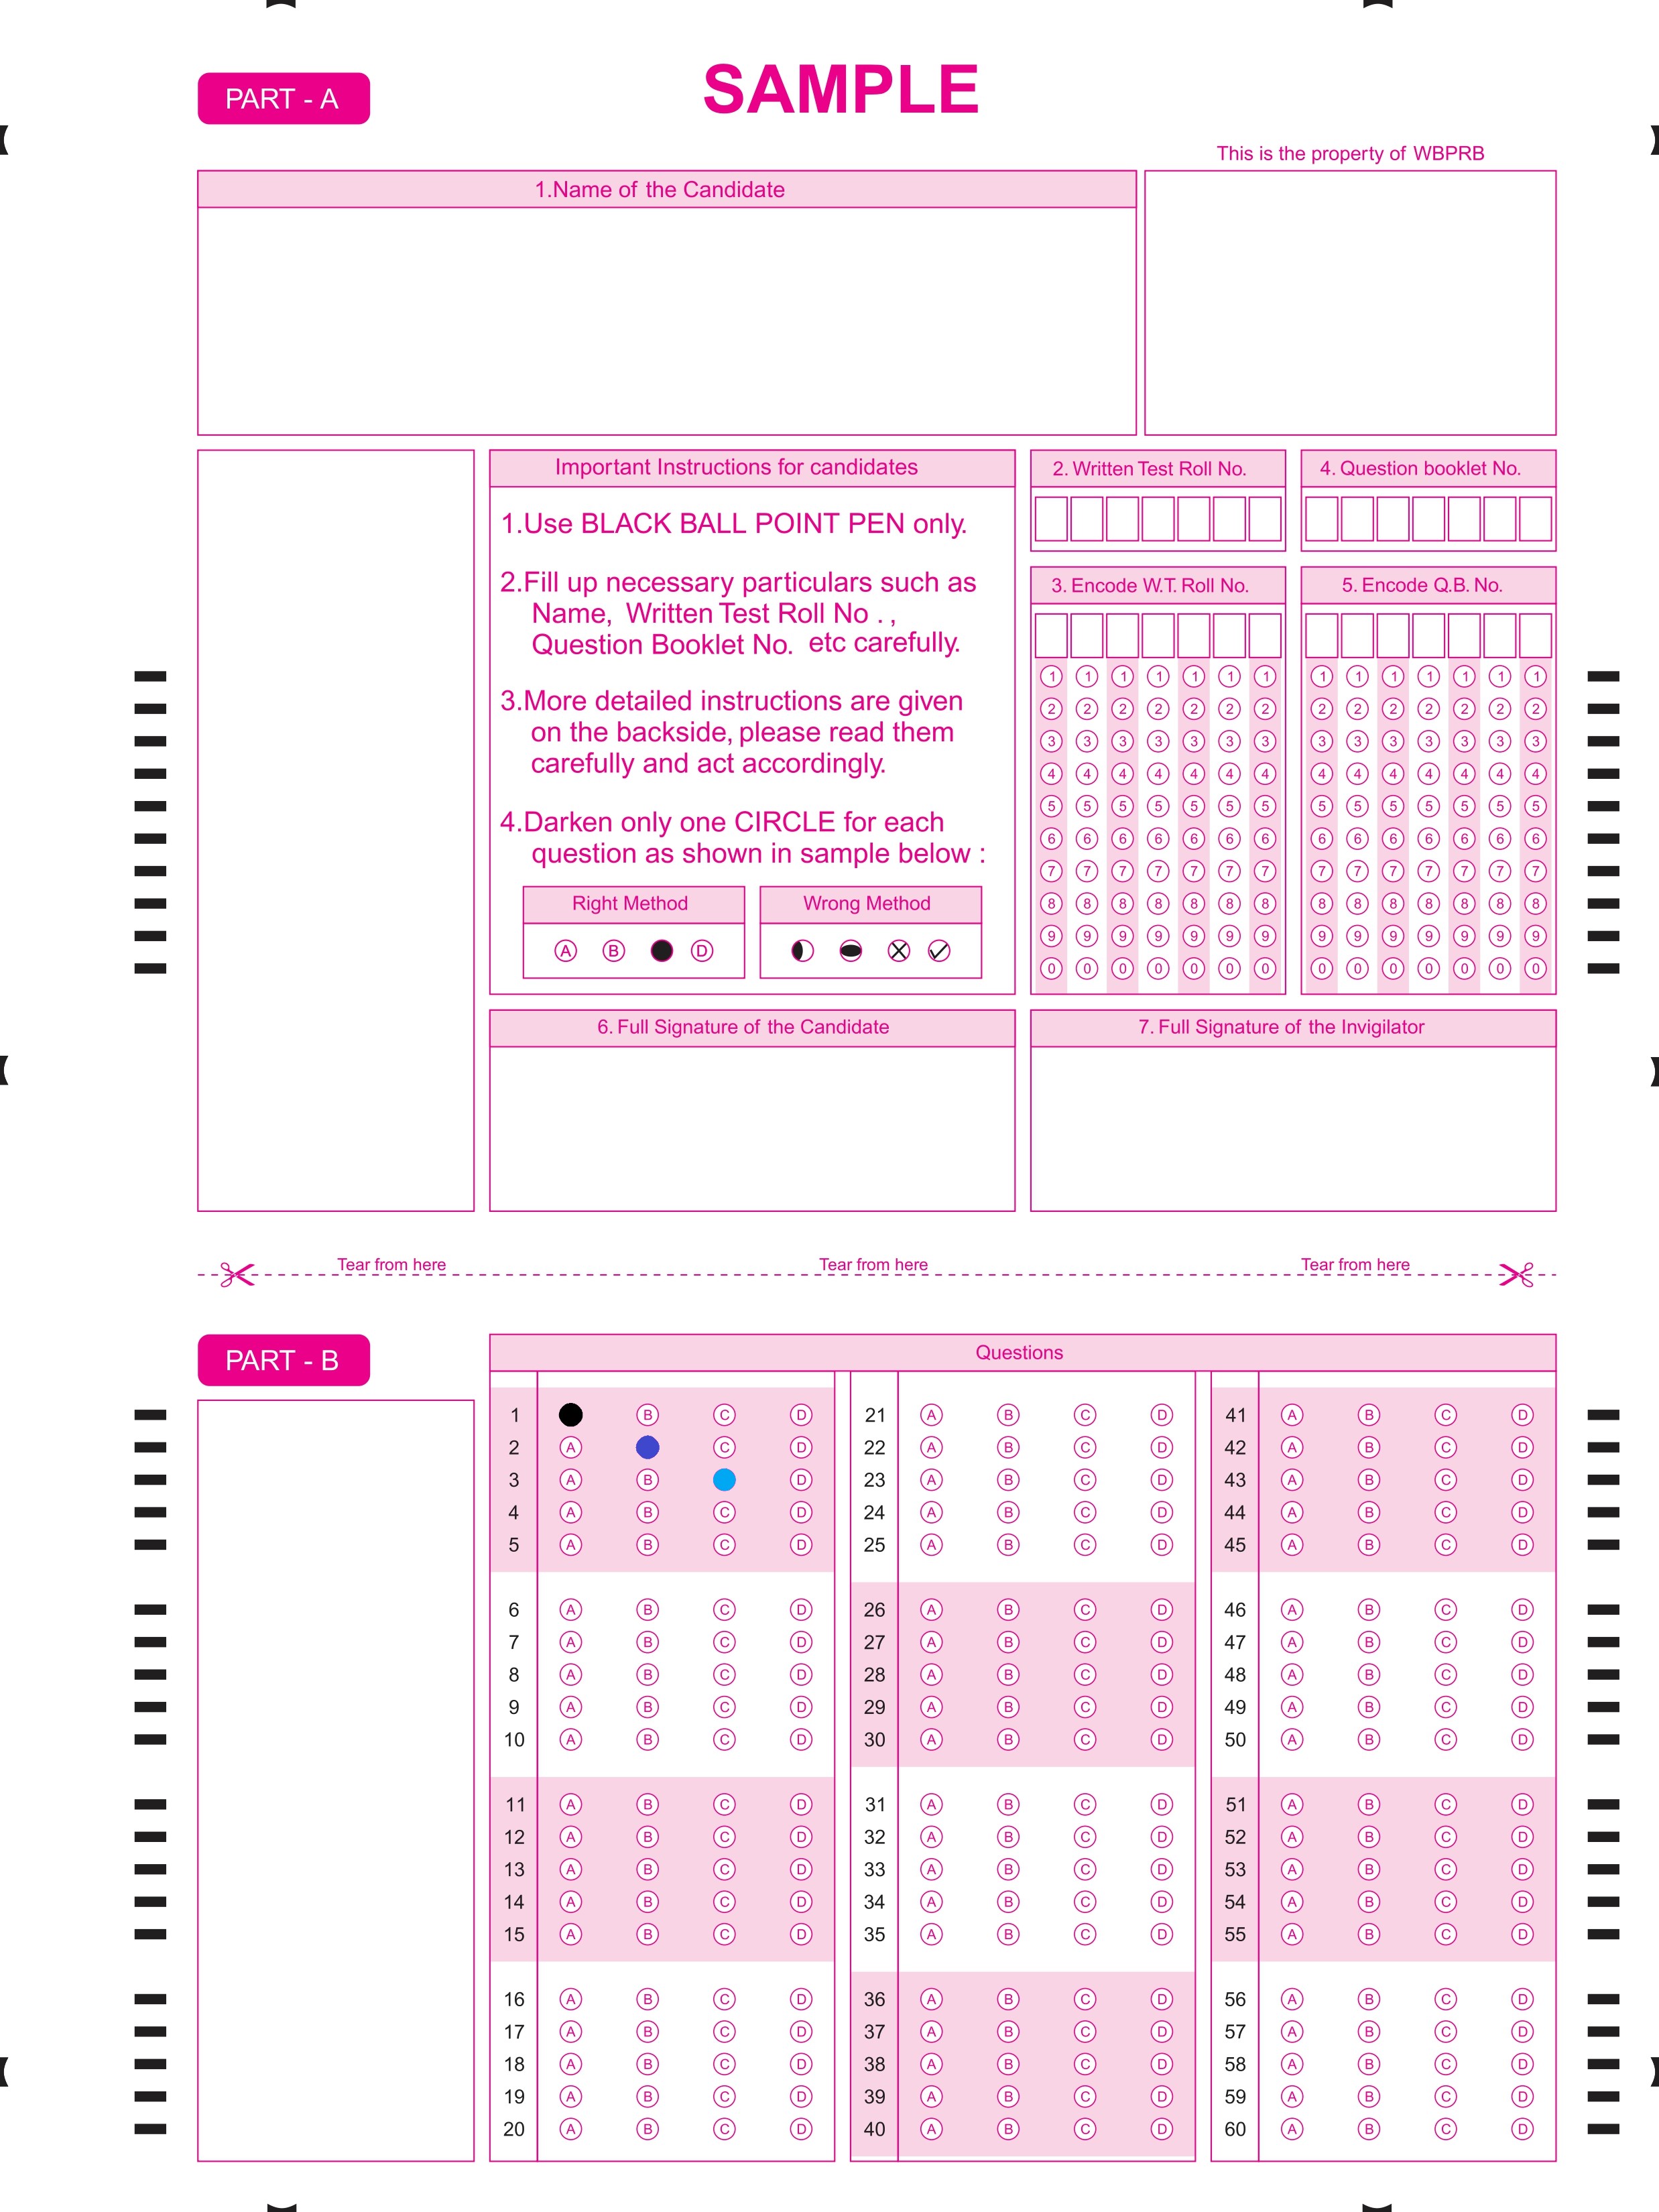 SAMPLE
PART - A
This is the property of WBPRB
1.Name of the Candidate
Important Instructions for candidates
1.Use BLACK BALL POINT PEN only.
2.Fill up necessary particulars such as
Name, Written Test Roll No . ,
Question Booklet No. etc carefully.
3.More detailed instructions are given
on the backside, please read them
carefully and act accordingly.
4.Darken only one CIRCLE for each
question as shown in sample below :
Right Method
A B D
Wrong Method
2. Written Test Roll No.
4. Question booklet No.
3. Encode W.T. Roll No.
1 1 1 1 1 1 1
2 2 2 2 2 2 2
3 3 3 3 3 3 3
4 4 4 4 4 4 4
5 5 5 5 5 5 5
6 6 6 6 6 6 6
7 7 7 7 7 7 7
8 8 8 8 8 8 8
9 9 9 9 9 9 9
0 0 0 0 0 0 0
5. Encode Q.B. No.
1 1 1 1 1 1 1
2 2 2 2 2 2 2
3 3 3 3 3 3 3
4 4 4 4 4 4 4
5 5 5 5 5 5 5
6 6 6 6 6 6 6
7 7 7 7 7 7 7
8 8 8 8 8 8 8
9 9 9 9 9 9 9
0 0 0 0 0 0 0
6. Full Signature of the Candidate
7. Full Signature of the Invigilator
Tear from here Tear from here Tear from here
PART - B
Questions
1 B C D
2 A C D
3 A B D
4 A B C D
5 A B C D
6 A B C D
7 A B C D
8 A B C D
9 A B C D
10 A B C D
11 A B C D
12 A B C D
13 A B C D
14 A B C D
15 A B C D
16 A B C D
17 A B C D
18 A B C D
19 A B C D
20 A B C D
21 A B C D
22 A B C D
23 A B C D
24 A B C D
25 A B C D
26 A B C D
27 A B C D
28 A B C D
29 A B C D
30 A B C D
31 A B C D
32 A B C D
33 A B C D
34 A B C D
35 A B C D
36 A B C D
37 A B C D
38 A B C D
39 A B C D
40 A B C D
41 A B C D
42 A B C D
43 A B C D
44 A B C D
45 A B C D
46 A B C D
47 A B C D
48 A B C D
49 A B C D
50 A B C D
51 A B C D
52 A B C D
53 A B C D
54 A B C D
55 A B C D
56 A B C D
57 A B C D
58 A B C D
59 A B C D
60 A B C D